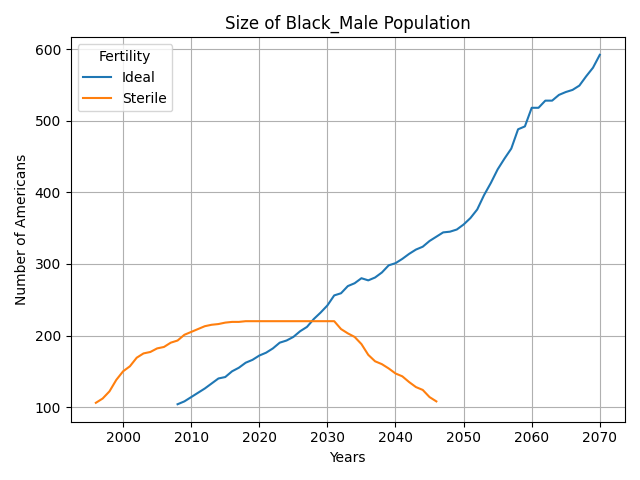 Size of Black_Male Population
Fertility
Ideal
Sterile
Number of Americans
600
500
400
300
200
100
2000
2010
2020
2030
2040
2050
2060
2070
Years